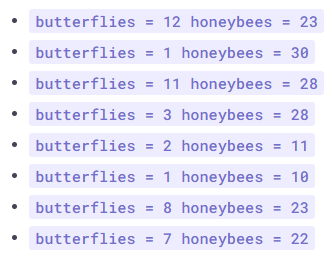 butterflies = 12 honeybees = 23
butterflies = 1 honeybees = 30
butterflies = 11 honeybees = 28
butterflies = 3 honeybees = 28
butterflies = 2 honeybees = 11
butterflies = 1 honeybees = 10
butterflies = 8 honeybees = 23
butterflies = 7 honeybees = 22